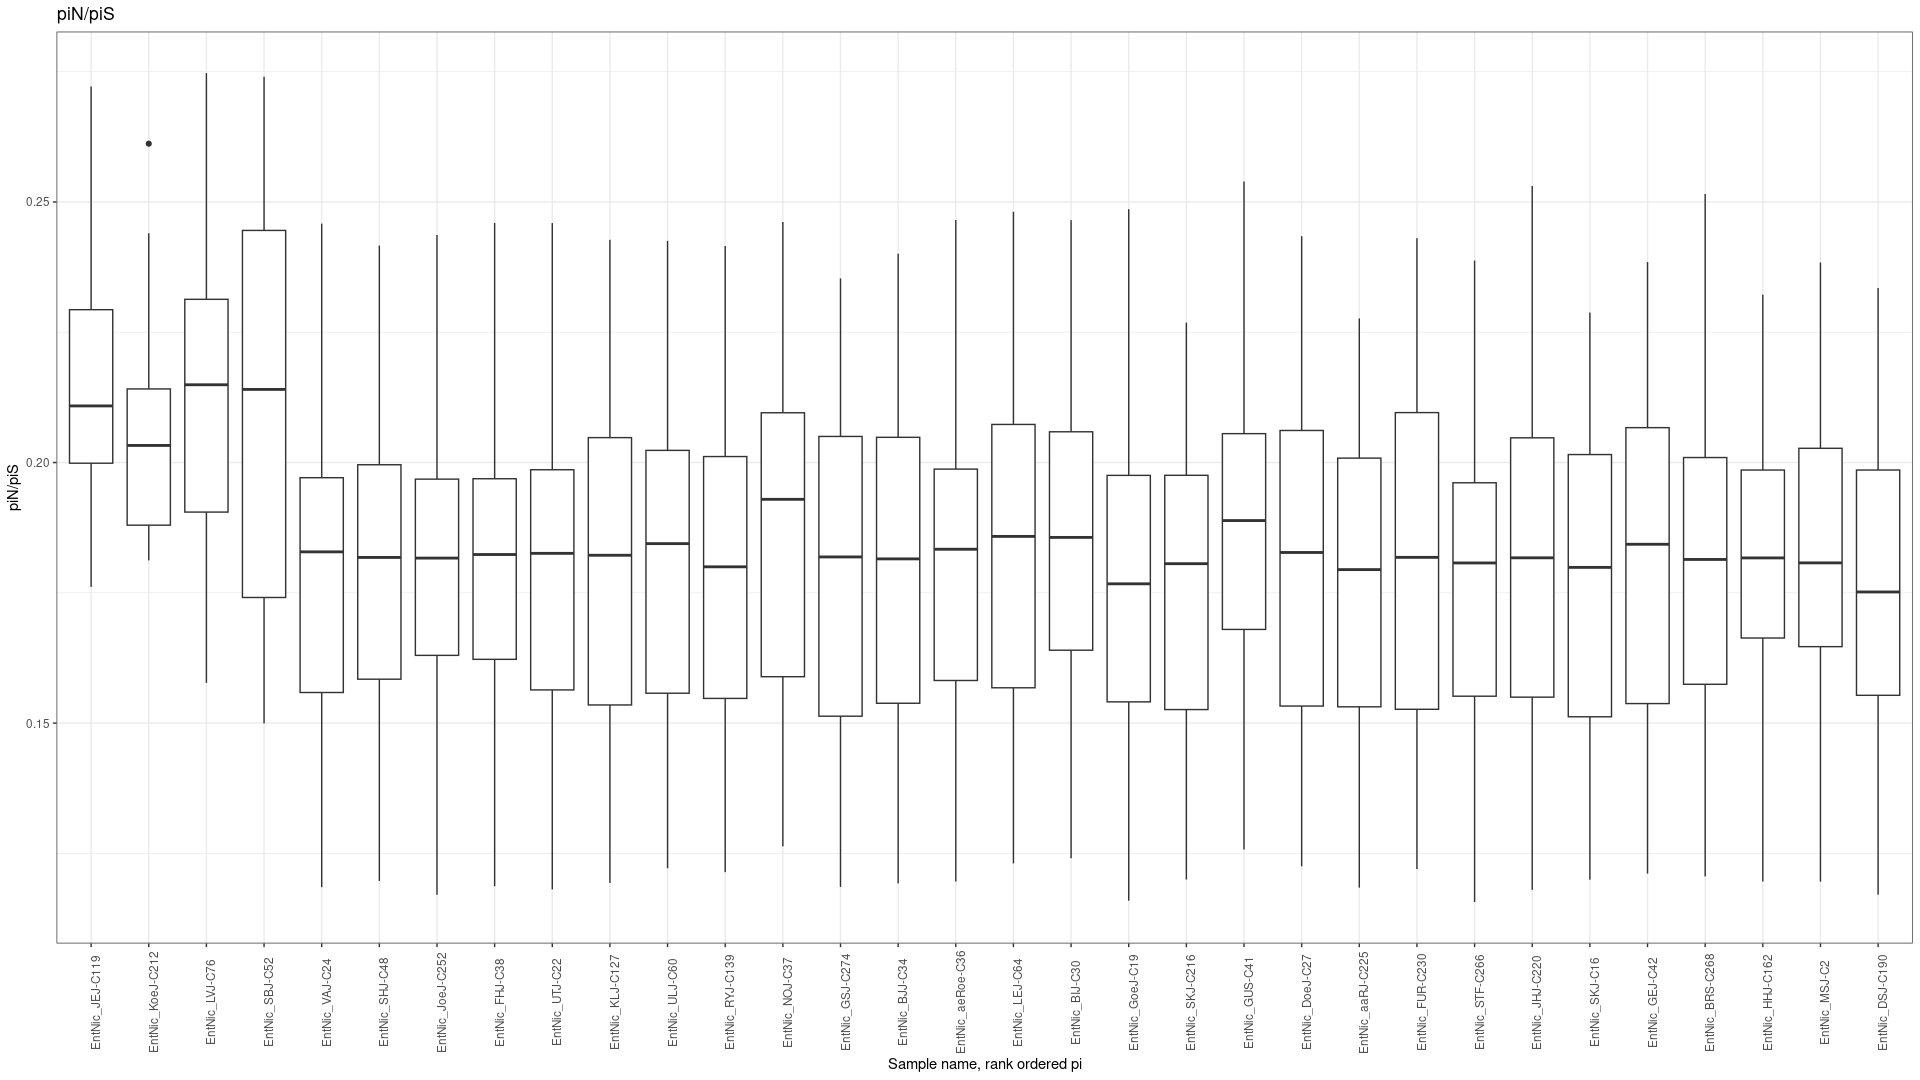 piN/piS
0.25
0.20
0.15
piN/piS
EntNic_JEJ-C119
EntNic_KoeJ-C212
EntNic_LVJ-C76
EntNic_SBJ-C52
EntNic_VAJ-C24
EntNic_SHJ-C48
EntNic_JoeJ-C252
EntNic_FHJ-C38
EntNic_UTJ-C22
EntNic_KLJ-C127
EntNic_ULJ-C60
EntNic_RYJ-C139
EntNic_NOJ-C37
EntNic_GSJ-C274
EntNic_BJJ-C34
EntNic_aeRoe-C36
EntNic_LEJ-C64
EntNic_BIJ-C30
EntNic_GoeJ-C19
EntNic_SKJ-C216
EntNic_GUS-C41
EntNic_DoeJ-C27
EntNic_aaRJ-C225
EntNic_FUR-C230
EntNic_STF-C266
EntNic_JHJ-C220
EntNic_SKJ-C16
EntNic_GEJ-C42
EntNic_BRS-C268
EntNic_HHJ-C162
EntNic_MSJ-C2
EntNic_DSJ-C190
Sample name, rank ordered pi